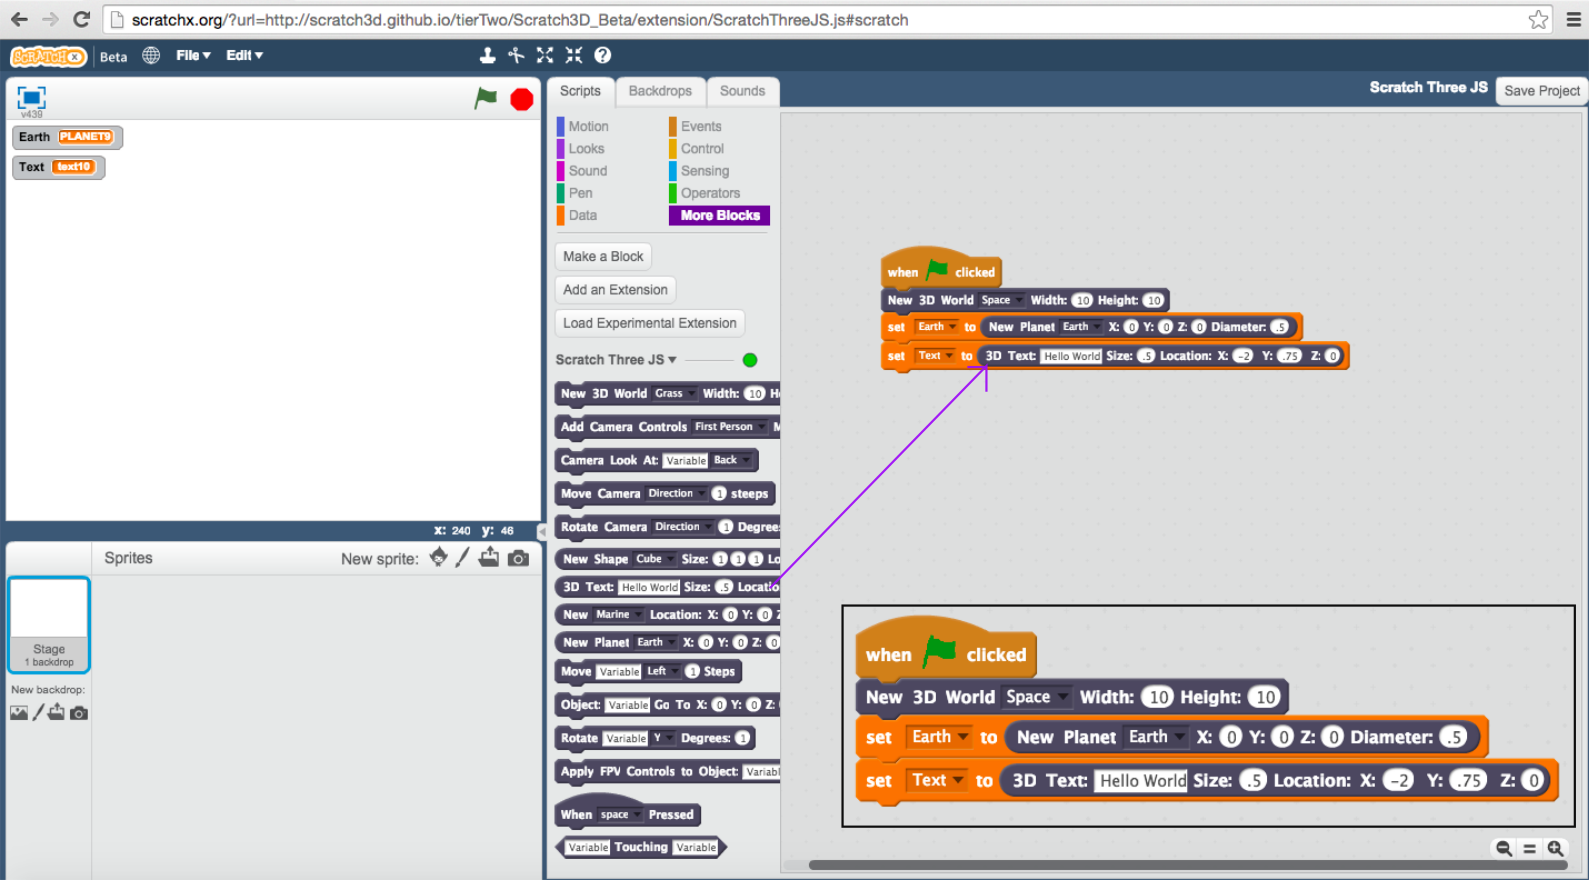 scratchx.org/?url=http://scratch3d.github.io/tierTwo/Scratch3D_Beta/extension/ScratchThreeJS.js#scratch
SCRATCHX Beta File Edit
v439
Earth PLANET9
Text text10
x: 240 y: 46
Sprites New sprite:
Stage
1 backdrop
New backdrop:
Scripts Backdrops Sounds
Motion Events
Looks Control
Sound Sensing
Pen Operators
Data More Blocks
Make a Block
Add an Extension
Load Experimental Extension
Scratch Three JS
New 3D World Grass Width: 10 H
Add Camera Controls First Person M
Camera Look At: Variable Back
Move Camera Direction 1 steeps
Rotate Camera Direction 1 Degree
New Shape Cube Size: 1 1 1 Lo
3D Text: Hello World Size: .5 Locatio
New Marine Location: X: 0 Y: 0 Z
New Planet Earth X: 0 Y: 0 Z: 0
Move Variable Left 1 Steps
Object: Variable Go To X: 0 Y: 0 Z:
Rotate Variable Y Degrees: 1
Apply FPV Controls to Object: Variabl
When space Pressed
Variable Touching Variable
Scratch Three JS Save Project
when clicked
New 3D World Space Width: 10 Height: 10
set Earth to New Planet Earth X: 0 Y: 0 Z: 0 Diameter: .5
set Text to 3D Text: Hello World Size: .5 Location: X: -2 Y: .75 Z: 0
when clicked
New 3D World Space Width: 10 Height: 10
set Earth to New Planet Earth X: 0 Y: 0 Z: 0 Diameter: .5
set Text to 3D Text: Hello World Size: .5 Location: X: -2 Y: .75 Z: 0